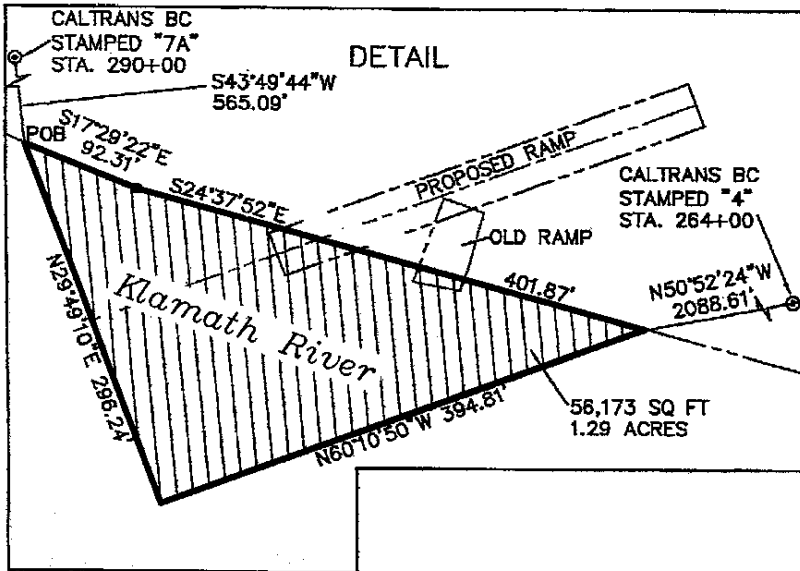 CALTRANS BC
STAMPED "7A"
STA. 290+00
DETAIL
S43°49'44"W
565.09'
POB
S17°29'22"E
92.31'
S24°37'52"E
401.87'
PROPOSED RAMP
OLD RAMP
CALTRANS BC
STAMPED "4"
STA. 264+00
N50°52'24"W
2088.61'
N29°49'10"E 296.24'
Klamath River
N60°10'50"W 394.81'
56,173 SQ FT
1.29 ACRES